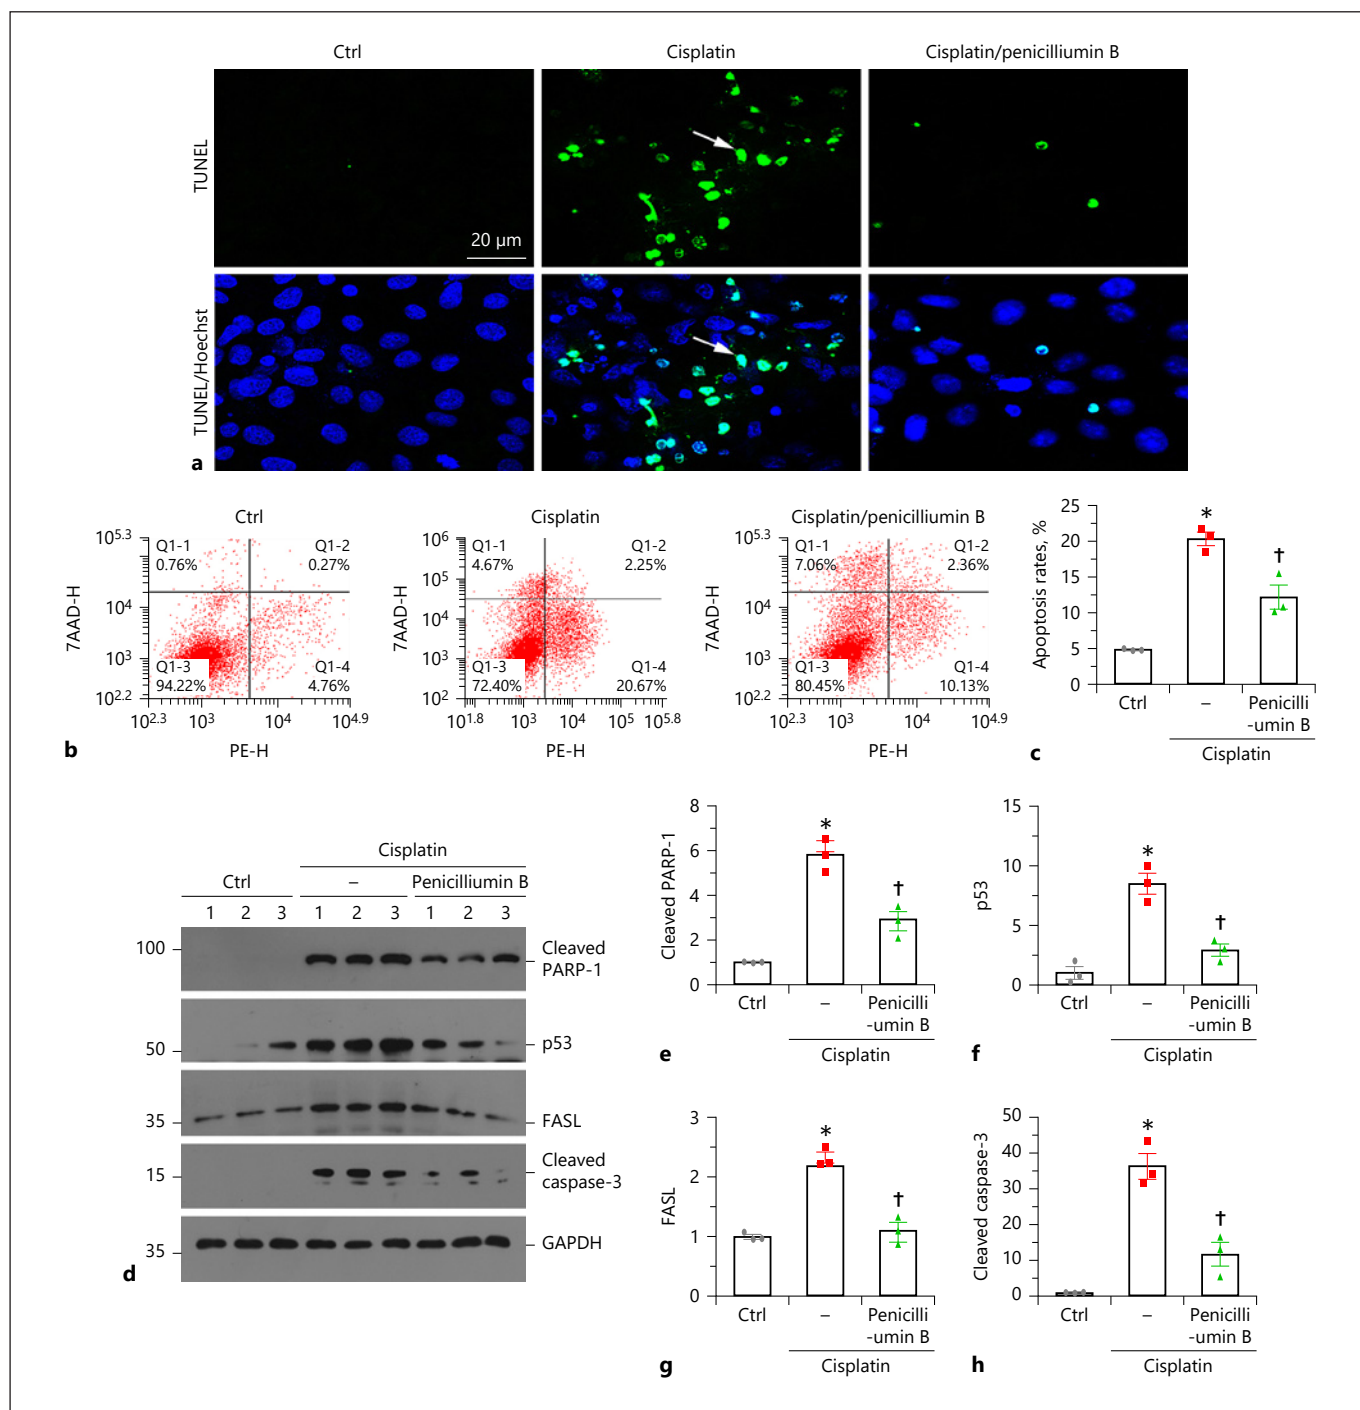 Ctrl
Cisplatin
Cisplatin/penicilliumin B
TUNEL
20 µm
TUNEL/Hoechst
a
Ctrl
Cisplatin
Cisplatin/penicilliumin B
7AAD-H
10^5.3
10^4
10^3
10^2.2
Q1-1
0.76%
Q1-2
0.27%
Q1-3
94.22%
Q1-4
4.76%
10^2.3
10^3
10^4
10^4.9
PE-H
7AAD-H
10^6
10^5
10^4
10^3
10^2
Q1-1
4.67%
Q1-2
2.25%
Q1-3
72.40%
Q1-4
20.67%
10^1.8
10^3
10^4
10^5
10^5.8
PE-H
7AAD-H
10^5.3
10^4
10^3
10^2.2
Q1-1
7.06%
Q1-2
2.36%
Q1-3
80.45%
Q1-4
10.13%
10^2.3
10^3
10^4
10^4.9
PE-H
b
Apoptosis rates, %
25
20
15
10
5
0
*
†
Ctrl
–
Penicilli
-umin B
Cisplatin
c
Cisplatin
Ctrl
–
Penicilliumin B
1 2 3 1 2 3 1 2 3
100
Cleaved
PARP-1
50
p53
35
FASL
15
Cleaved
caspase-3
35
GAPDH
d
Cleaved PARP-1
8
6
4
2
0
*
†
Ctrl
–
Penicilli
-umin B
Cisplatin
e
p53
15
10
5
0
*
†
Ctrl
–
Penicilli
-umin B
Cisplatin
f
FASL
3
2
1
0
*
†
Ctrl
–
Penicilli
-umin B
Cisplatin
g
Cleaved caspase-3
50
40
30
20
10
0
*
†
Ctrl
–
Penicilli
-umin B
Cisplatin
h